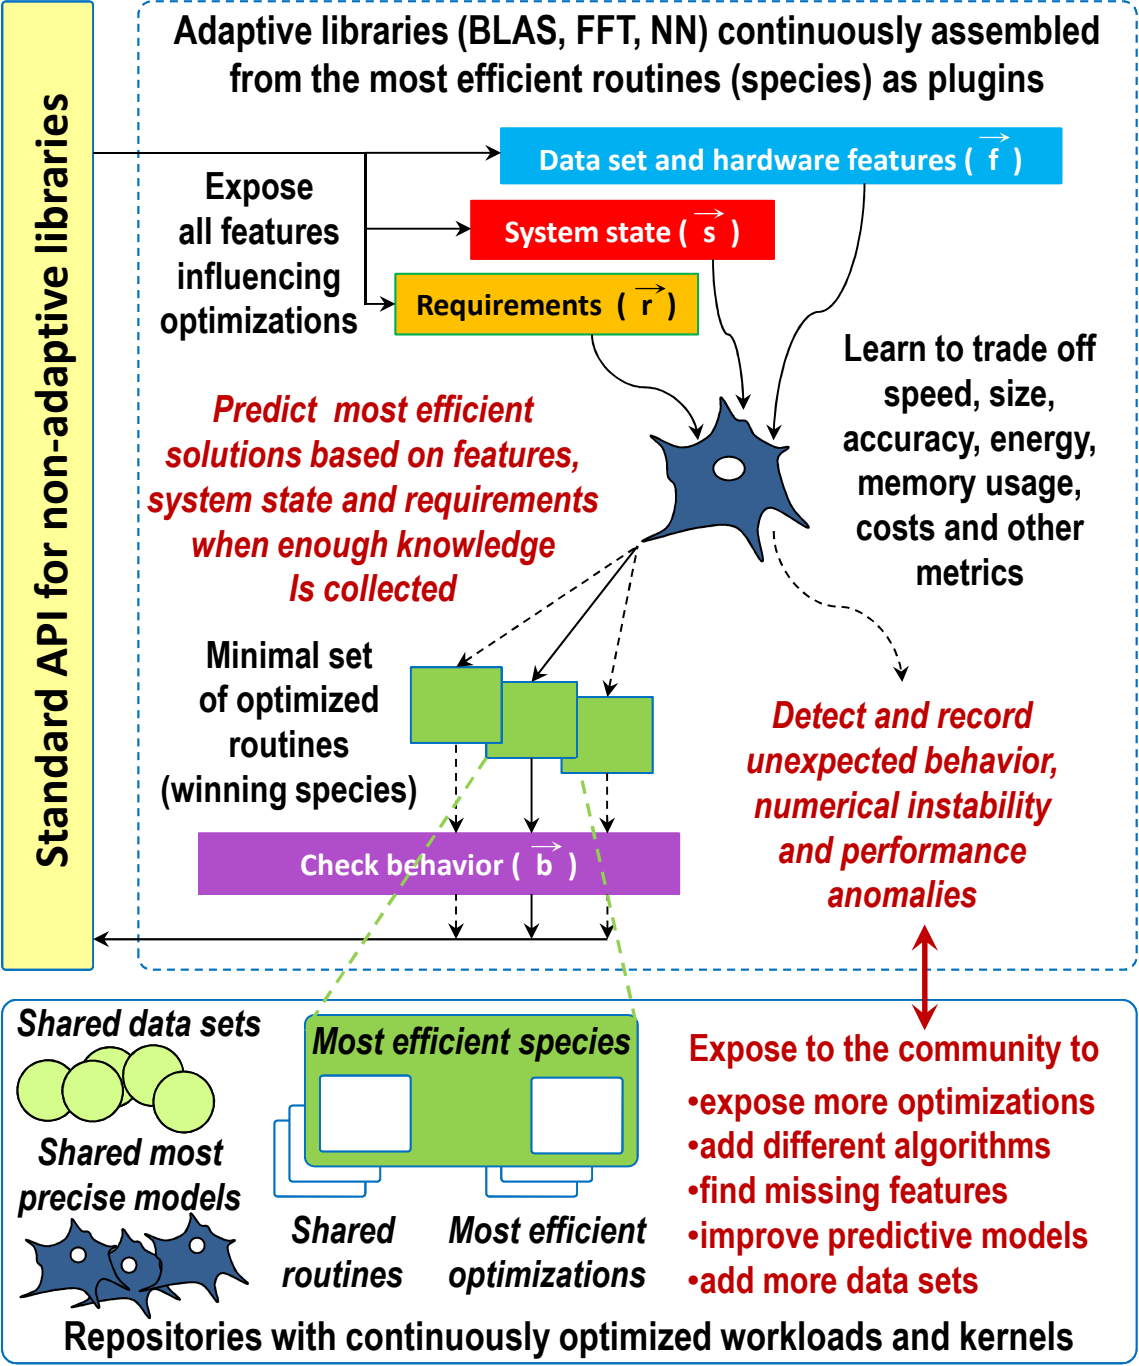 Adaptive libraries (BLAS, FFT, NN) continuously assembled
from the most efficient routines (species) as plugins
Standard API for non-adaptive libraries
Data set and hardware features ( f )
Expose
all features
influencing
optimizations
System state ( s )
Requirements ( r )
Learn to trade off
speed, size,
accuracy, energy,
memory usage,
costs and other
metrics
Predict most efficient
solutions based on features,
system state and requirements
when enough knowledge
Is collected
Minimal set
of optimized
routines
(winning species)
Detect and record
unexpected behavior,
numerical instability
and performance
anomalies
Check behavior ( b )
Shared data sets
Shared most
precise models
Most efficient species
Shared
routines
Most efficient
optimizations
Expose to the community to
•expose more optimizations
•add different algorithms
•find missing features
•improve predictive models
•add more data sets
Repositories with continuously optimized workloads and kernels